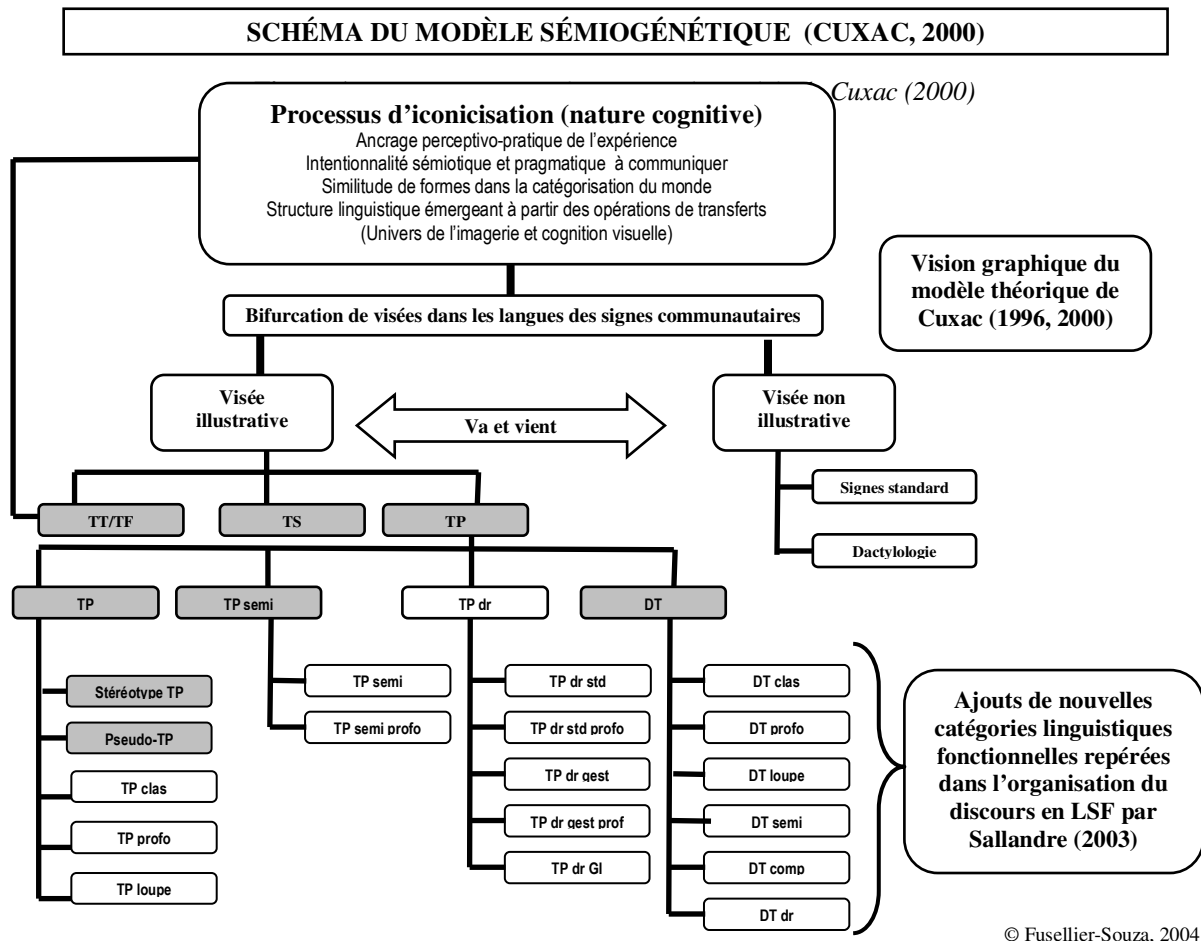 SCHÉMA DU MODÈLE SÉMIOGÉNÉTIQUE (CUXAC, 2000)
Cuxac (2000)
Processus d'iconicisation (nature cognitive)
Ancrage perceptivo-pratique de l'expérience
Intentionnalité sémiotique et pragmatique à communiquer
Similitude de formes dans la catégorisation du monde
Structure linguistique émergeant à partir des opérations de transferts
(Univers de l'imagerie et cognition visuelle)
Vision graphique du
modèle théorique de
Cuxac (1996, 2000)
Bifurcation de visées dans les langues des signes communautaires
Visée
illustrative
Va et vient
Visée non
illustrative
Signes standard
Dactylologie
TT/TF
TS
TP
TP
TP semi
TP dr
DT
Stéréotype TP
Pseudo-TP
TP clas
TP profo
TP loupe
TP semi
TP semi profo
TP dr std
TP dr std profo
TP dr gest
TP dr gest prof
TP dr GI
DT clas
DT profo
DT loupe
DT semi
DT comp
DT dr
Ajouts de nouvelles
catégories linguistiques
fonctionnelles repérées
dans l'organisation du
discours en LSF par
Sallandre (2003)
© Fusellier-Souza, 2004